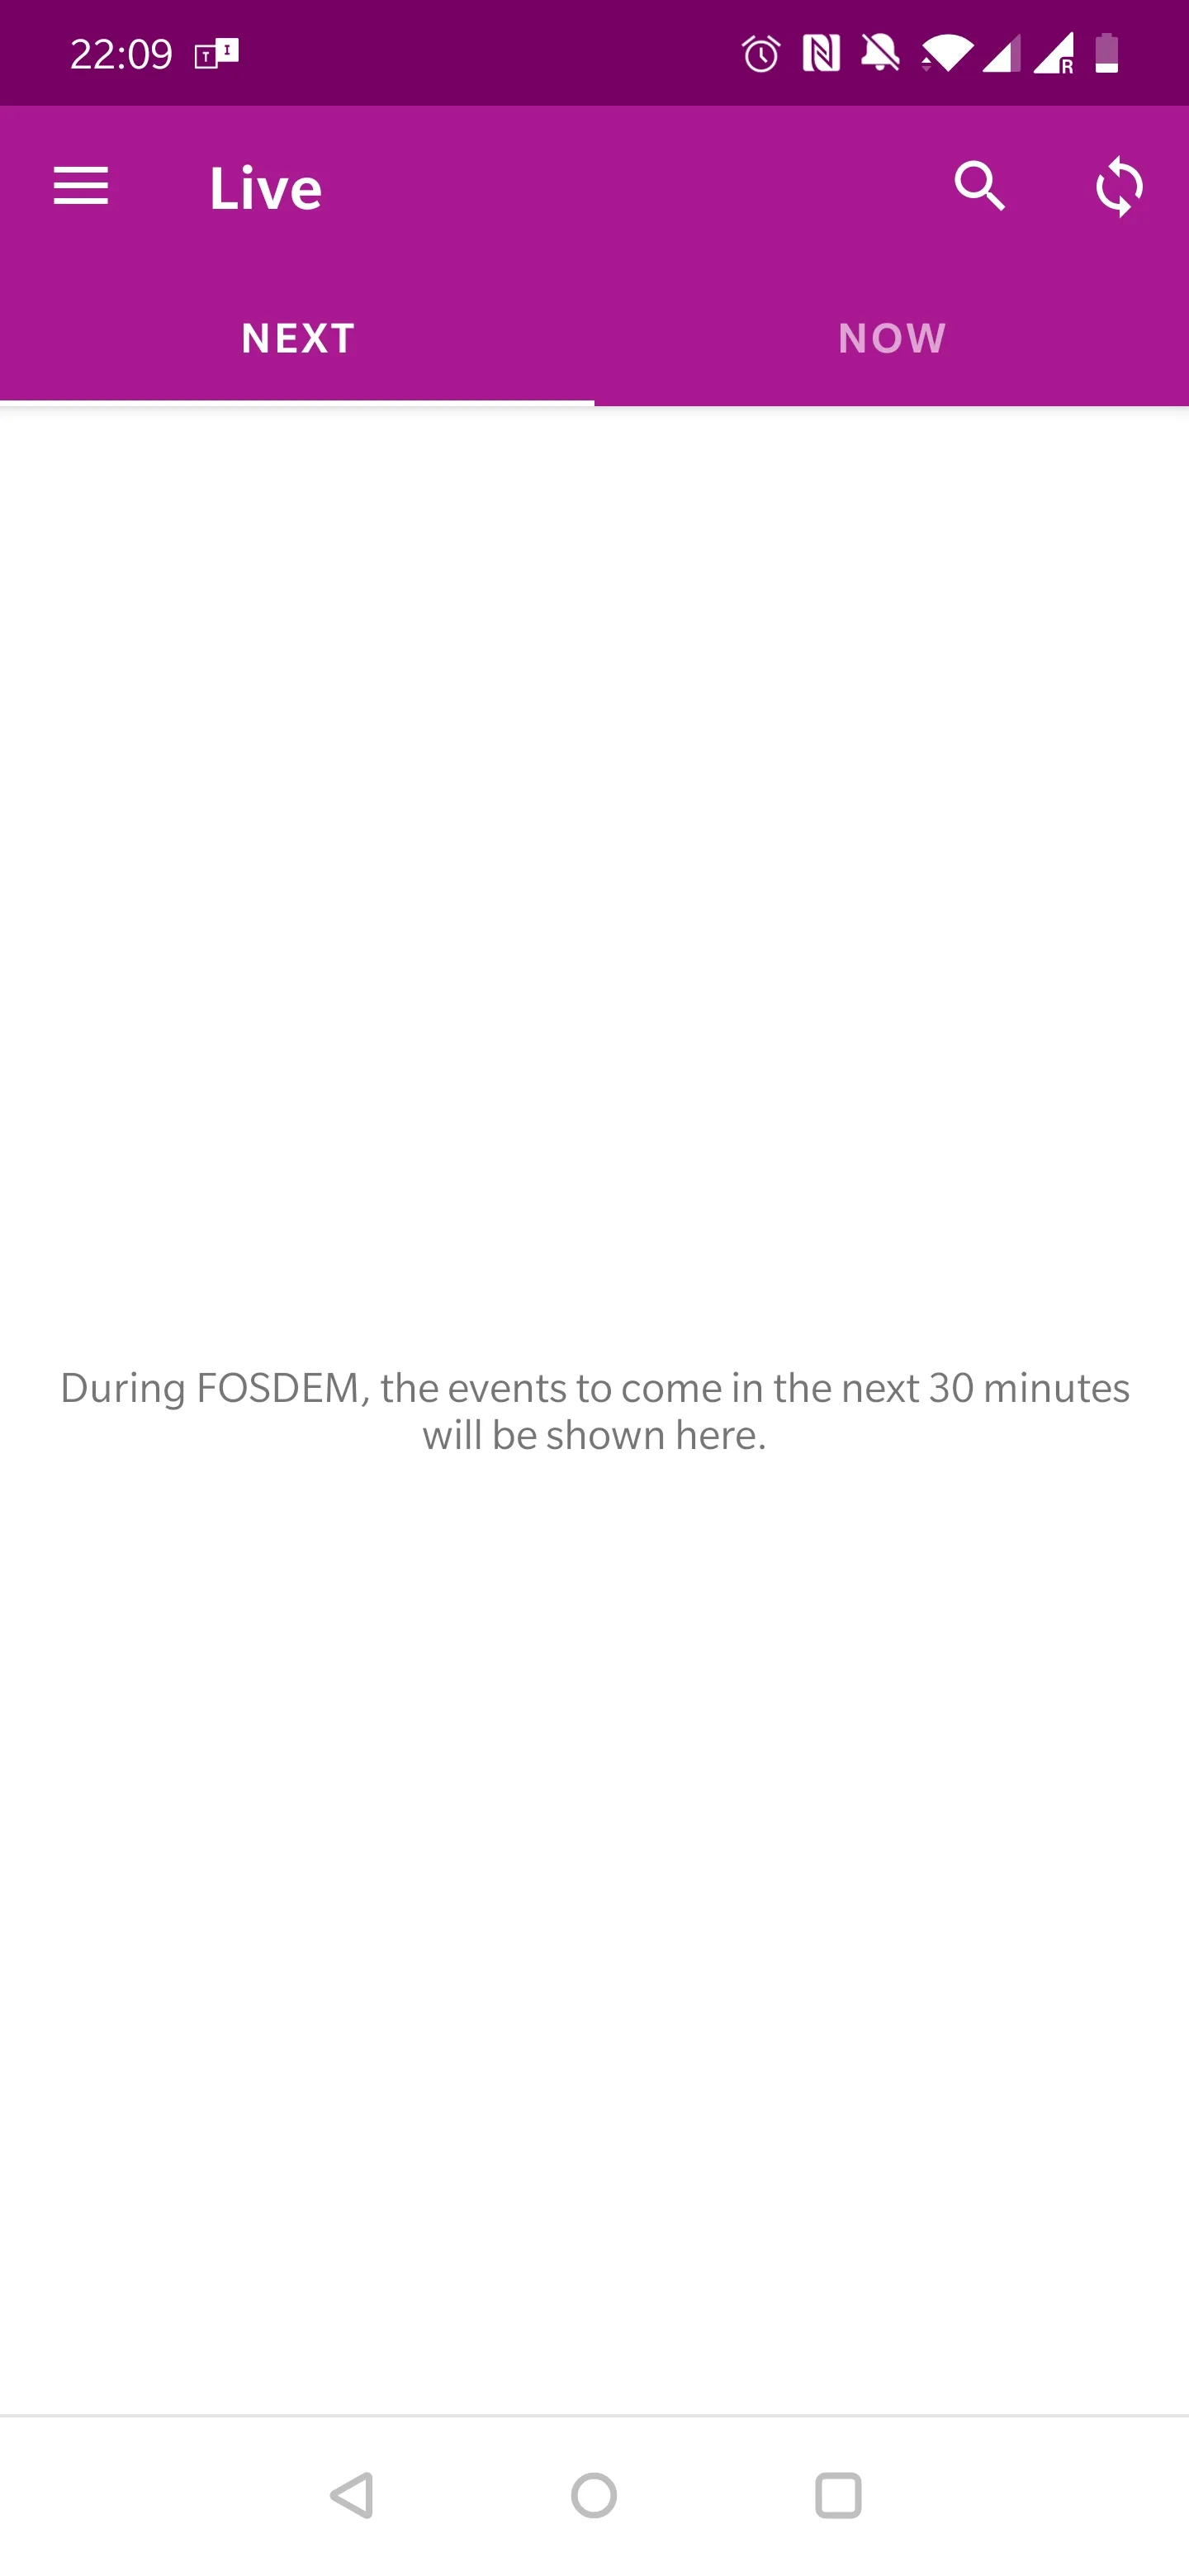 22:09 T I
R
Live
NEXT NOW
During FOSDEM, the events to come in the next 30 minutes
will be shown here.